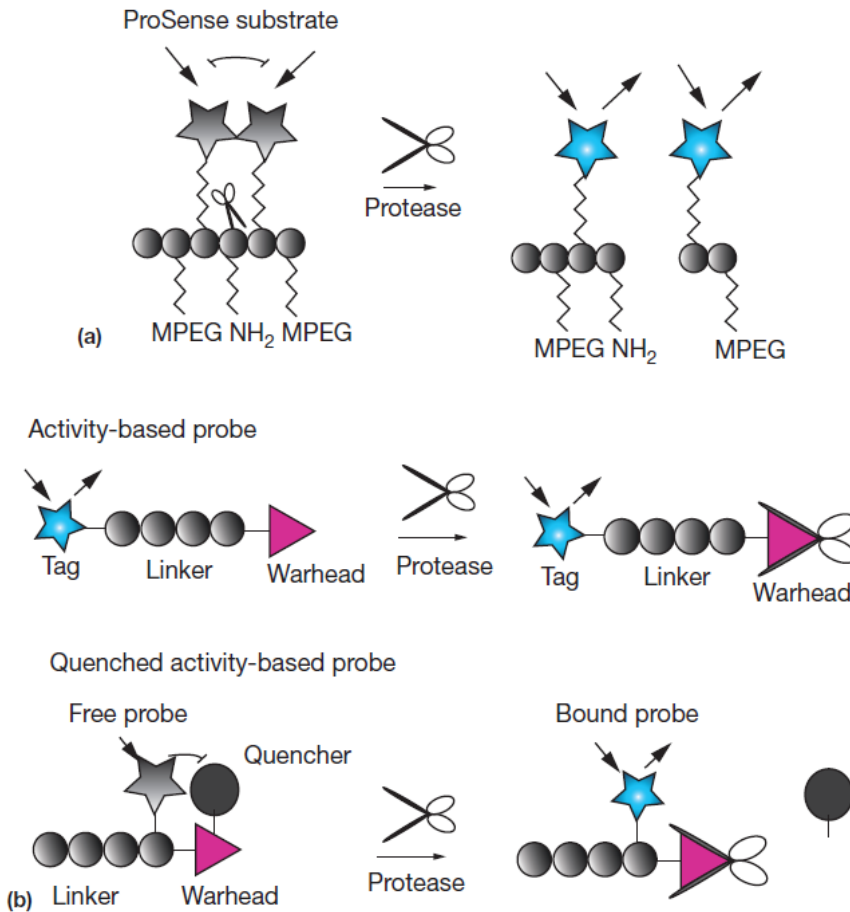 ProSense substrate
Protease
MPEG NH₂ MPEG
MPEG NH₂
MPEG
(a)
Activity-based probe
Tag
Linker
Warhead
Protease
Tag
Linker
Warhead
Quenched activity-based probe
Free probe
Quencher
Bound probe
Protease
(b)
Linker
Warhead